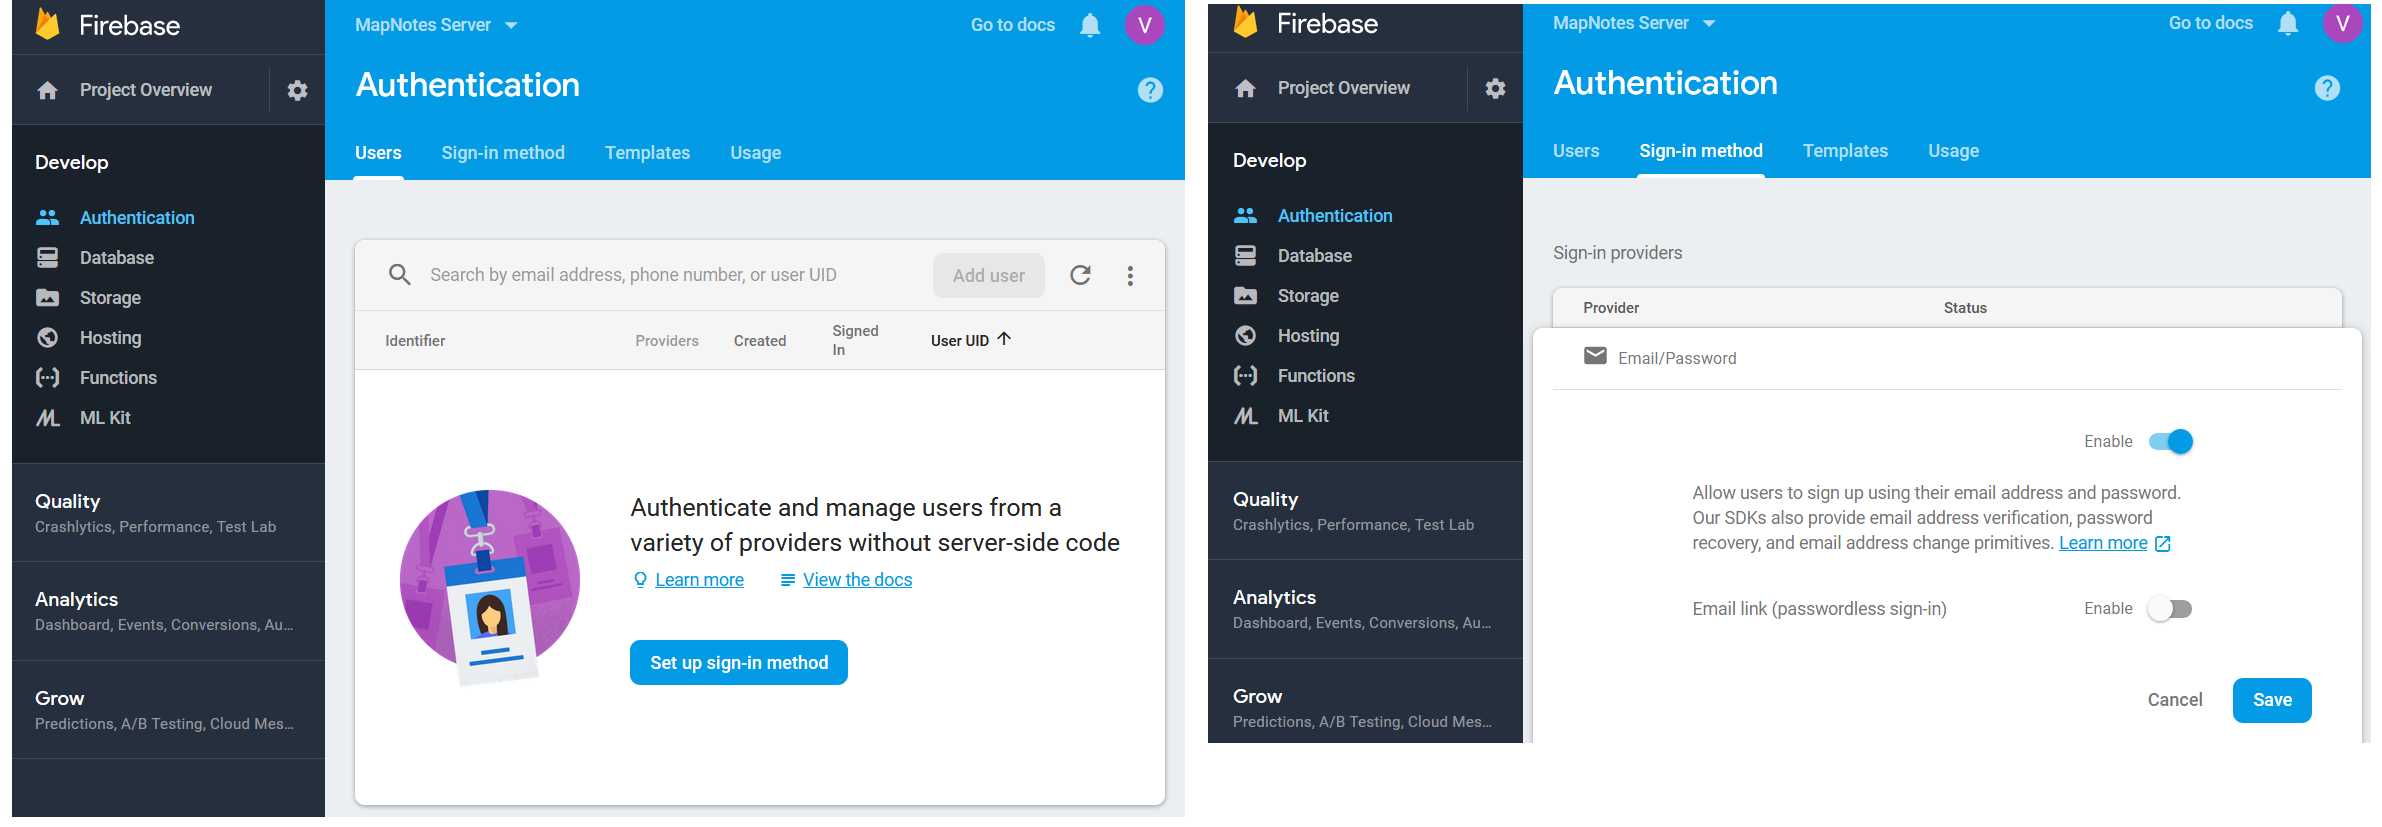 Firebase
Project Overview
Develop
Authentication
Database
Storage
Hosting
Functions
ML Kit
Quality
Crashlytics, Performance, Test Lab
Analytics
Dashboard, Events, Conversions, Au...
Grow
Predictions, A/B Testing, Cloud Mes...
MapNotes Server
Go to docs
V
Authentication
?
Users Sign-in method Templates Usage
Search by email address, phone number, or user UID
Add user
Identifier Providers Created Signed In User UID
Authenticate and manage users from a
variety of providers without server-side code
Learn more View the docs
Set up sign-in method
Firebase
Project Overview
Develop
Authentication
Database
Storage
Hosting
Functions
ML Kit
Quality
Crashlytics, Performance, Test Lab
Analytics
Dashboard, Events, Conversions, Au...
Grow
Predictions, A/B Testing, Cloud Mes...
MapNotes Server
Go to docs
V
Authentication
?
Users Sign-in method Templates Usage
Sign-in providers
Provider Status
Email/Password
Enable
Allow users to sign up using their email address and password.
Our SDKs also provide email address verification, password
recovery, and email address change primitives. Learn more
Email link (passwordless sign-in) Enable
Cancel Save